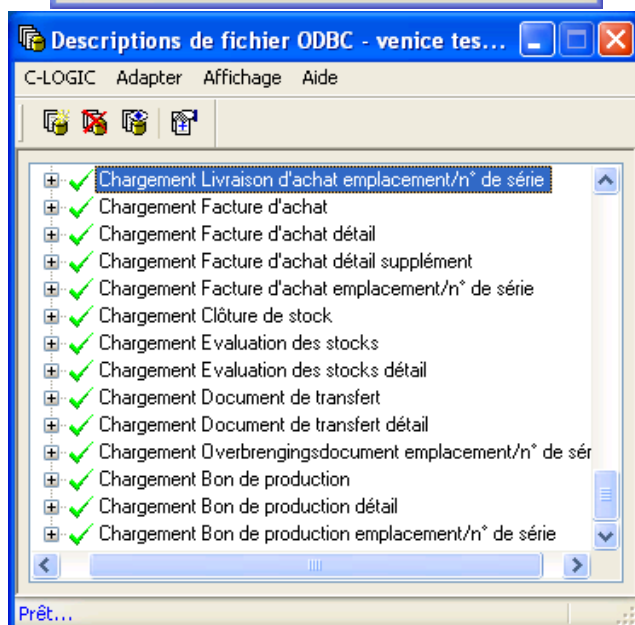 Descriptions de fichier ODBC - venice tes...
C-LOGIC Adapter Affichage Aide
Chargement Livraison d'achat emplacement/n° de série
Chargement Facture d'achat
Chargement Facture d'achat détail
Chargement Facture d'achat détail supplément
Chargement Facture d'achat emplacement/n° de série
Chargement Clôture de stock
Chargement Evaluation des stocks
Chargement Evaluation des stocks détail
Chargement Document de transfert
Chargement Document de transfert détail
Chargement Overbrengingsdocument emplacement/n° de sér
Chargement Bon de production
Chargement Bon de production détail
Chargement Bon de production emplacement/n° de série
Prêt...